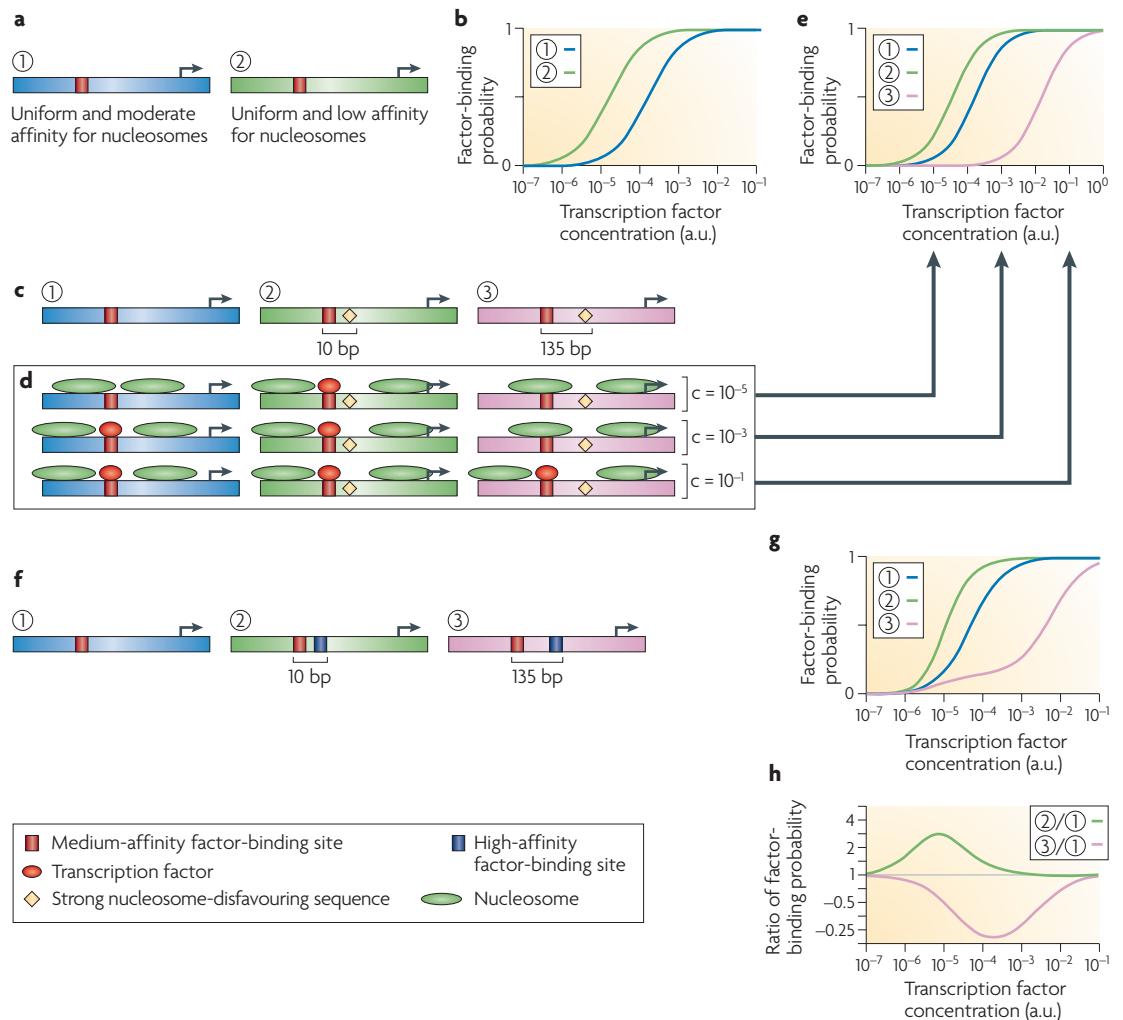 a
①
②
Uniform and moderate
affinity for nucleosomes
Uniform and low affinity
for nucleosomes
b
①
②
Factor-binding
probability
1
0
10⁻⁷ 10⁻⁶ 10⁻⁵ 10⁻⁴ 10⁻³ 10⁻² 10⁻¹
Transcription factor
concentration (a.u.)
e
①
②
③
Factor-binding
probability
1
0
10⁻⁷ 10⁻⁶ 10⁻⁵ 10⁻⁴ 10⁻³ 10⁻² 10⁻¹ 10⁰
Transcription factor
concentration (a.u.)
c
①
②
③
10 bp
135 bp
d
c = 10⁻⁵
c = 10⁻³
c = 10⁻¹
f
①
②
③
10 bp
135 bp
g
①
②
③
Factor-binding
probability
1
0
10⁻⁷ 10⁻⁶ 10⁻⁵ 10⁻⁴ 10⁻³ 10⁻² 10⁻¹
Transcription factor
concentration (a.u.)
h
②/①
③/①
Ratio of factor-
binding probability
4
2
1
−0.5
−0.25
10⁻⁷ 10⁻⁶ 10⁻⁵ 10⁻⁴ 10⁻³ 10⁻² 10⁻¹
Transcription factor
concentration (a.u.)
Medium-affinity factor-binding site
Transcription factor
Strong nucleosome-disfavouring sequence
High-affinity
factor-binding site
Nucleosome